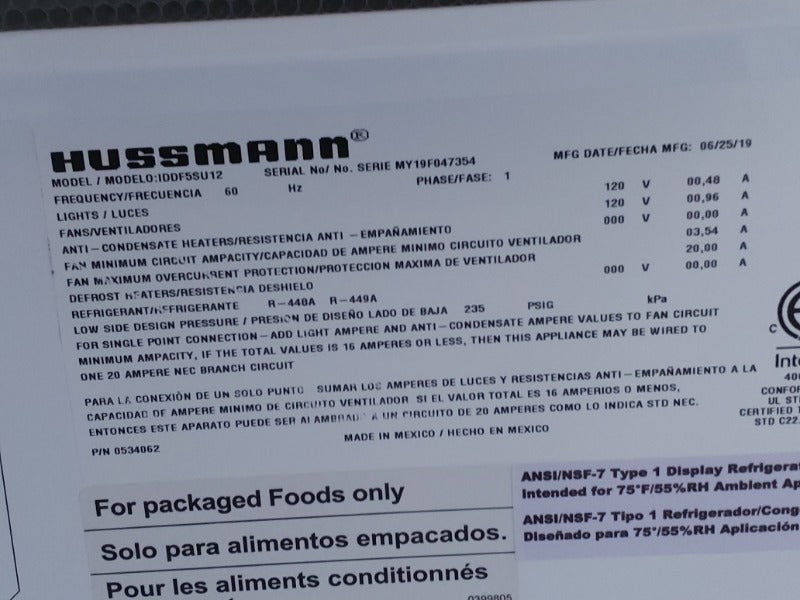 HUSSMANN®
MODEL / MODELO:IDDF5SU12 SERIAL No/ No. SERIE MY19F047354 MFG DATE/FECHA MFG: 06/25/19
FREQUENCY/FRECUENCIA 60 Hz PHASE/FASE: 1
LIGHTS / LUCES 120 V 00,48 A
FANS/VENTILADORES 120 V 00,96 A
ANTI-CONDENSATE HEATERS/RESISTENCIA ANTI-EMPAÑAMIENTO 000 V 00,00 A
FAN MINIMUM CIRCUIT AMPACITY/CAPACIDAD DE AMPERE MINIMO CIRCUITO VENTILADOR 03,54 A
FAN MAXIMUM OVERCURRENT PROTECTION/PROTECCION MAXIMA DE VENTILADOR 20,00 A
DEFROST HEATERS/RESISTENCIA DESHIELO 000 V 00,00 A
REFRIGERANT/REFRIGERANTE R-448A R-449A
LOW SIDE DESIGN PRESSURE / PRESION DE DISEÑO LADO DE BAJA 235 PSIG kPa
FOR SINGLE POINT CONNECTION-ADD LIGHT AMPERE AND ANTI-CONDENSATE AMPERE VALUES TO FAN CIRCUIT
MINIMUM AMPACITY, IF THE TOTAL VALUES IS 16 AMPERES OR LESS, THEN THIS APPLIANCE MAY BE WIRED TO
ONE 20 AMPERE NEC BRANCH CIRCUIT
PARA LA CONEXIÓN DE UN SOLO PUNTO SUMAR LOS AMPERES DE LUCES Y RESISTENCIAS ANTI-EMPAÑAMIENTO A LA
CAPACIDAD DE AMPERE MINIMO DE CIRCUITO VENTILADOR SI EL VALOR TOTAL ES 16 AMPERIOS O MENOS,
ENTONCES ESTE APARATO PUEDE SER ALAMBRADO A UN CIRCUITO DE 20 AMPERES COMO LO INDICA STD NEC.
P/N 0534062 MADE IN MEXICO / HECHO EN MEXICO
C
Inte
400
CONFOR
UL ST
CERTIFIED T
STD C22.
For packaged Foods only
Solo para alimentos empacados.
Pour les aliments conditionnés
0399805
ANSI/NSF-7 Type 1 Display Refrigerat
Intended for 75°F/55%RH Ambient Ap
ANSI/NSF-7 Tipo 1 Refrigerador/Cong
Diseñado para 75°/55%RH Aplicación